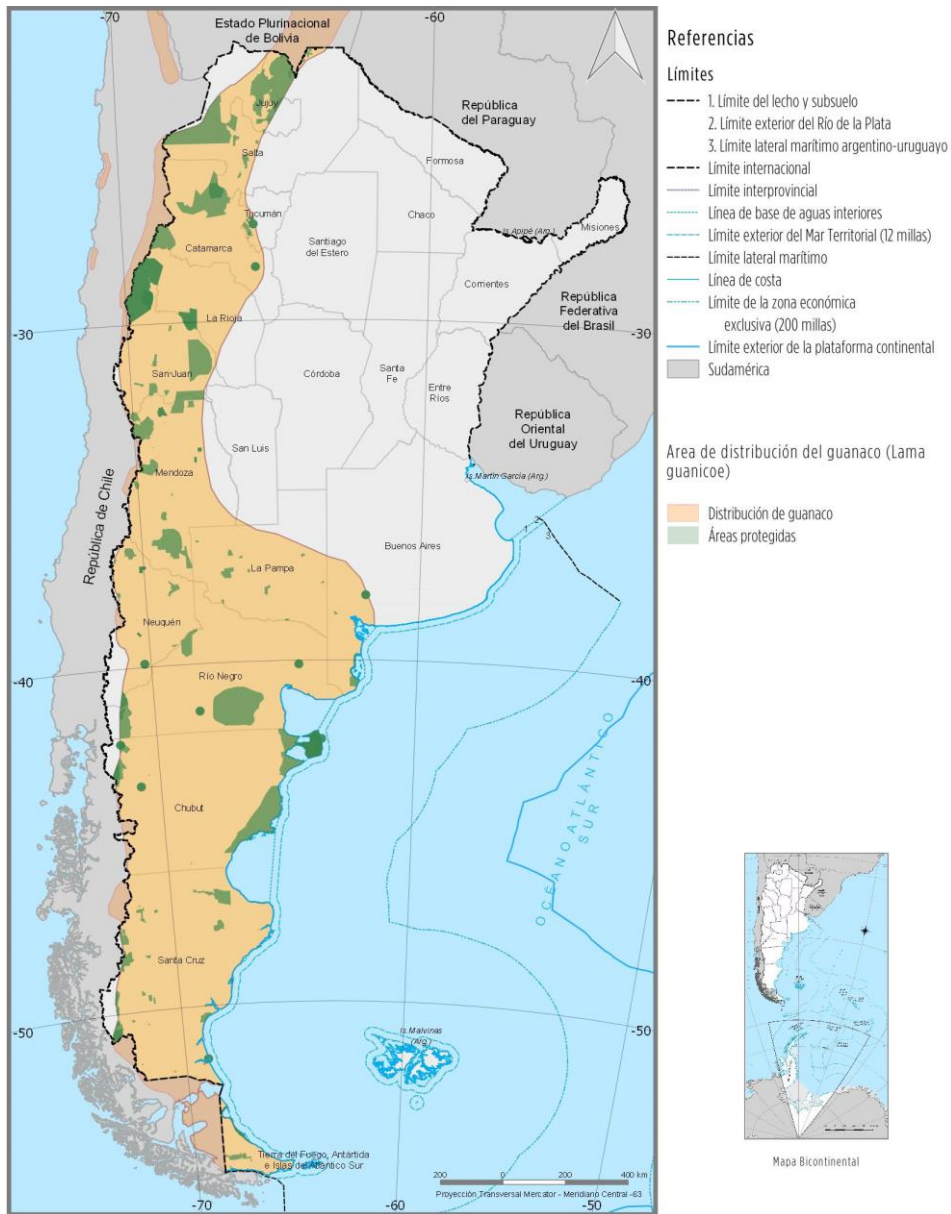 -70
-60
Estado Plurinacional
de Bolivia
República
del Paraguay
Jujuy
Salta
Formosa
Chaco
Tucumán
Is Apipé (Arg.)
Misiones
Catamarca
Santiago
del Estero
Corrientes
República
Federativa
del Brasil
-30
-30
La Rioja
San Juan
Córdoba
Santa
Fe
Entre
Ríos
República
Oriental
del Uruguay
San Luis
Mendoza
Is Martín García (Arg.)
República de Chile
Buenos Aires
1
2
3
La Pampa
Neuquén
Río Negro
-40
-40
OCÉANO ATLÁNTICO
SUR
Chubut
Santa Cruz
-50
-50
Is Malvinas
(Arg.)
Tierra del Fuego, Antártida
e Islas del Atlántico Sur
200
0
200
400 km
Proyección Transversal Mercator - Meridiano Central -63
-70
-60
-50
Referencias
Límites
1. Límite del lecho y subsuelo
2. Límite exterior del Río de la Plata
3. Límite lateral marítimo argentino-uruguayo
Límite internacional
Límite interprovincial
Línea de base de aguas interiores
Límite exterior del Mar Territorial (12 millas)
Límite lateral marítimo
Línea de costa
Límite de la zona económica
exclusiva (200 millas)
Límite exterior de la plataforma continental
Sudamérica
Area de distribución del guanaco (Lama
guanicoe)
Distribución de guanaco
Áreas protegidas
Mapa Bicontinental